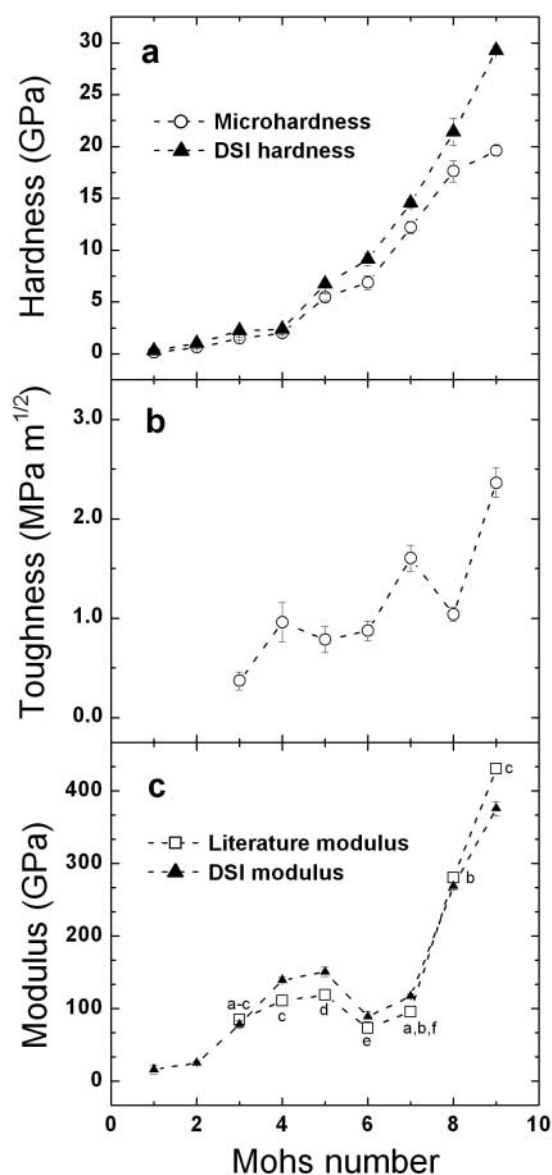 a
30
25
20
15
10
5
0
Hardness (GPa)
Microhardness
DSI hardness
b
3.0
2.0
1.0
0.0
Toughness (MPa m^1/2)
c
400
300
200
100
0
Modulus (GPa)
Literature modulus
DSI modulus
a-c
c
d
e
a,b,f
b
c
0 2 4 6 8 10
Mohs number